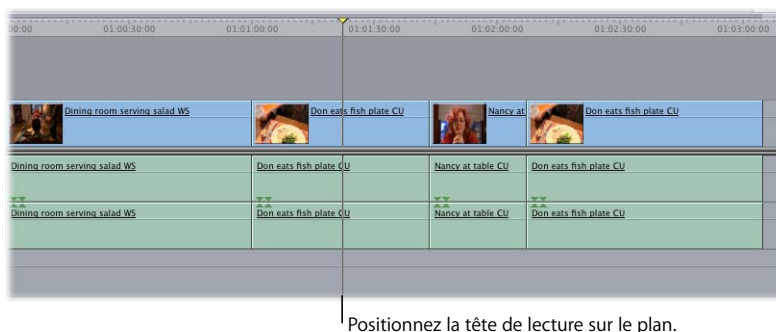 00:00
01:00:30:00
01:01:00:00
01:01:30:00
01:02:00:00
01:02:30:00
01:03:00:00
Dining room serving salad WS
Don eats fish plate CU
Nancy at
Don eats fish plate CU
Dining room serving salad WS
Don eats fish plate CU
Nancy at table CU
Don eats fish plate CU
Dining room serving salad WS
Don eats fish plate CU
Nancy at table CU
Don eats fish plate CU
Positionnez la tête de lecture sur le plan.